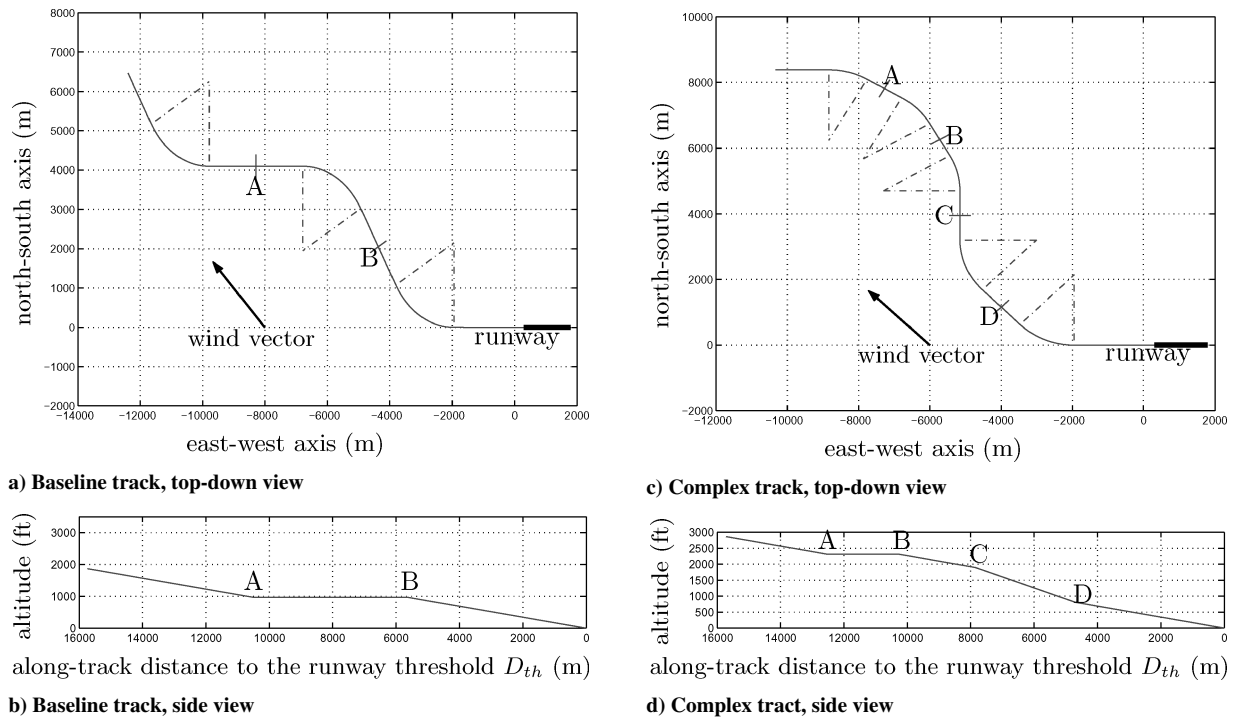 8000
7000
6000
5000
4000
3000
2000
1000
0
−1000
−2000
−14000 −12000 −10000 −8000 −6000 −4000 −2000 0 2000
north-south axis (m)
east-west axis (m)
A
B
wind vector
runway
a) Baseline track, top-down view
3000
2000
1000
0
16000 14000 12000 10000 8000 6000 4000 2000 0
altitude (ft)
A B
along-track distance to the runway threshold Dth (m)
b) Baseline track, side view
10000
8000
6000
4000
2000
0
−2000
−12000 −10000 −8000 −6000 −4000 −2000 0 2000
north-south axis (m)
east-west axis (m)
A
B
C
D
wind vector
runway
c) Complex track, top-down view
3000
2500
2000
1500
1000
500
0
16000 14000 12000 10000 8000 6000 4000 2000 0
altitude (ft)
A B C D
along-track distance to the runway threshold Dth (m)
d) Complex tract, side view